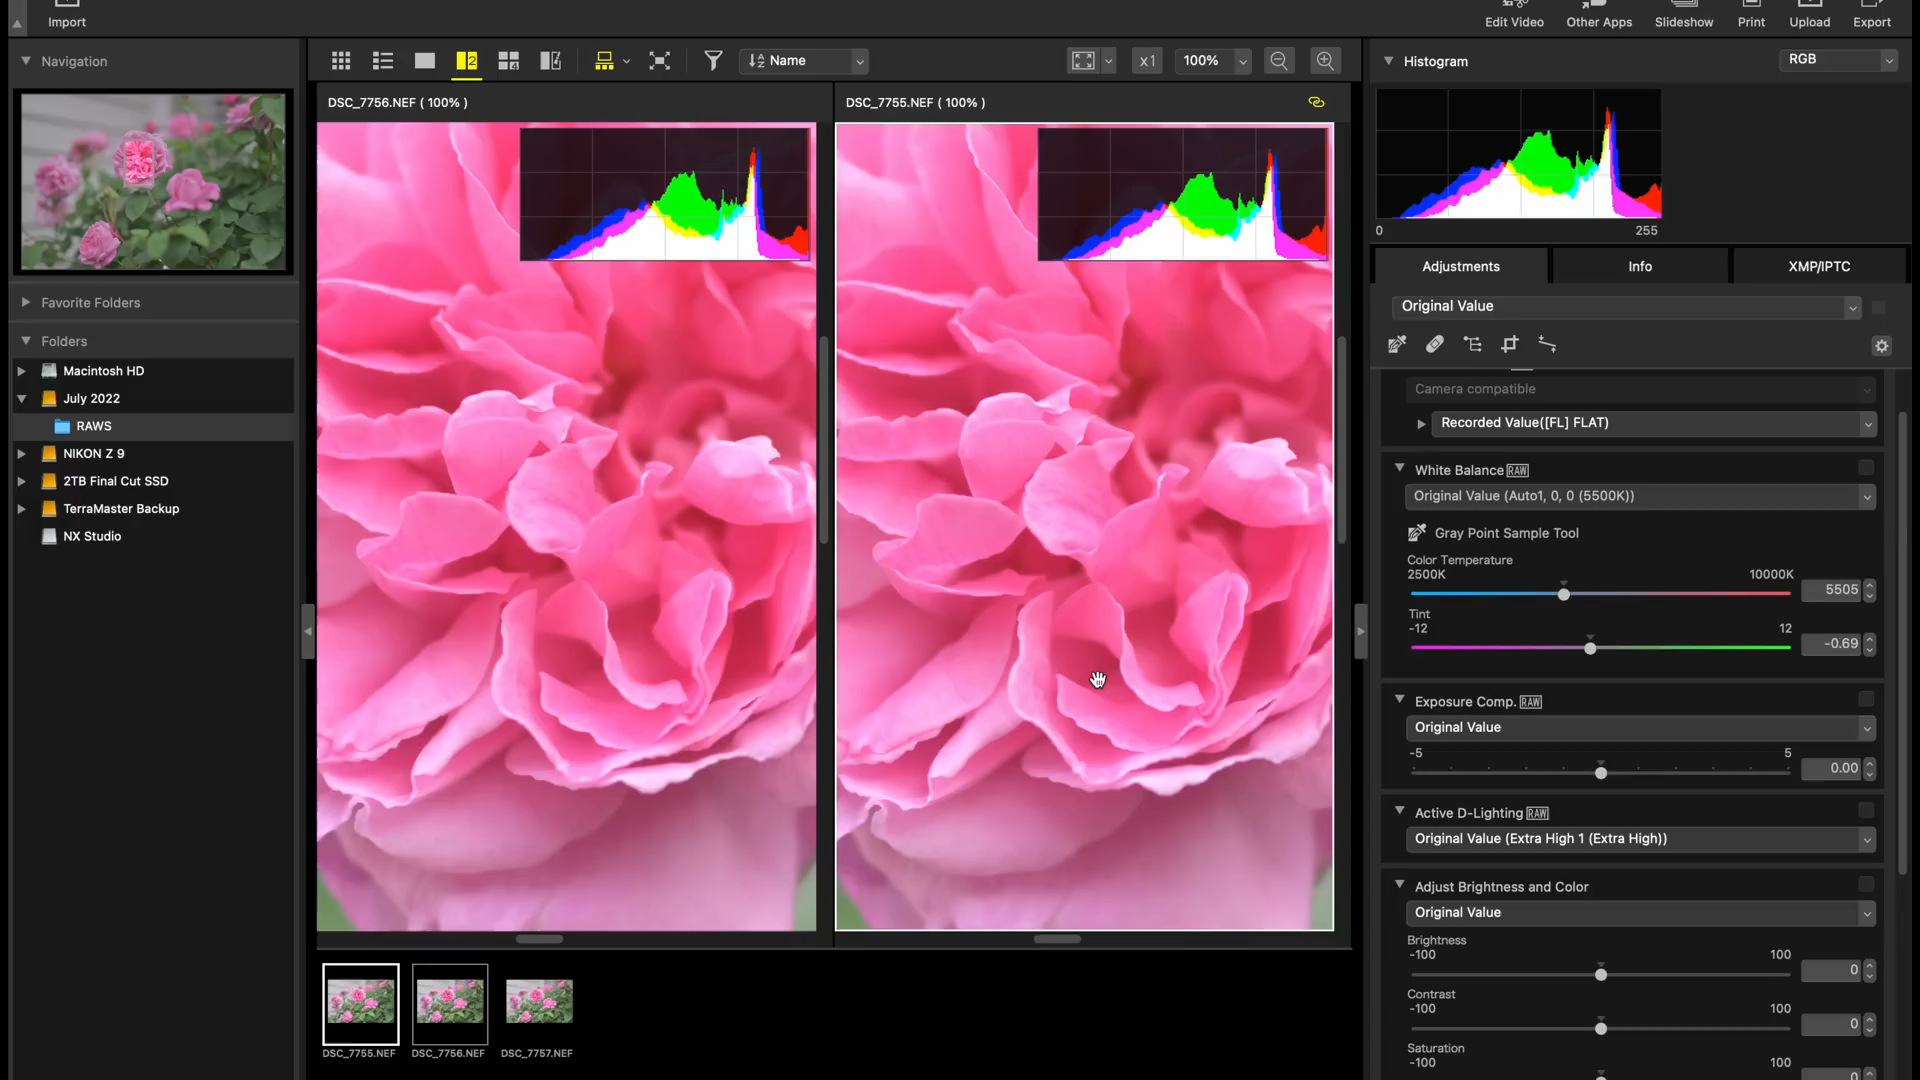 Import
Edit Video
Other Apps
Slideshow
Print
Upload
Export
Navigation
Name
x1
100%
Histogram
RGB
DSC_7756.NEF ( 100% )
DSC_7755.NEF ( 100% )
0
255
Adjustments
Info
XMP/IPTC
Original Value
Favorite Folders
Folders
Macintosh HD
July 2022
RAWS
NIKON Z 9
2TB Final Cut SSD
TerraMaster Backup
NX Studio
Camera compatible
Recorded Value([FL] FLAT)
White Balance RAW
Original Value (Auto1, 0, 0 (5500K))
Gray Point Sample Tool
Color Temperature
2500K
10000K
5505
Tint
-12
12
-0.69
Exposure Comp. RAW
Original Value
-5
5
0.00
Active D-Lighting RAW
Original Value (Extra High 1 (Extra High))
Adjust Brightness and Color
Original Value
Brightness
-100
100
0
Contrast
-100
100
0
Saturation
-100
100
0
DSC_7755.NEF
DSC_7756.NEF
DSC_7757.NEF